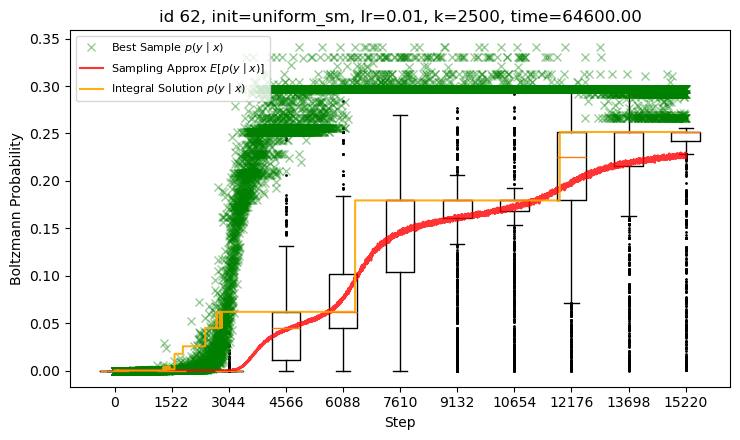 id 62, init=uniform_sm, lr=0.01, k=2500, time=64600.00
Best Sample p(y | x)
Sampling Approx E[p(y | x)]
Integral Solution p(y | x)
Boltzmann Probability
0.35
0.30
0.25
0.20
0.15
0.10
0.05
0.00
0 1522 3044 4566 6088 7610 9132 10654 12176 13698 15220
Step